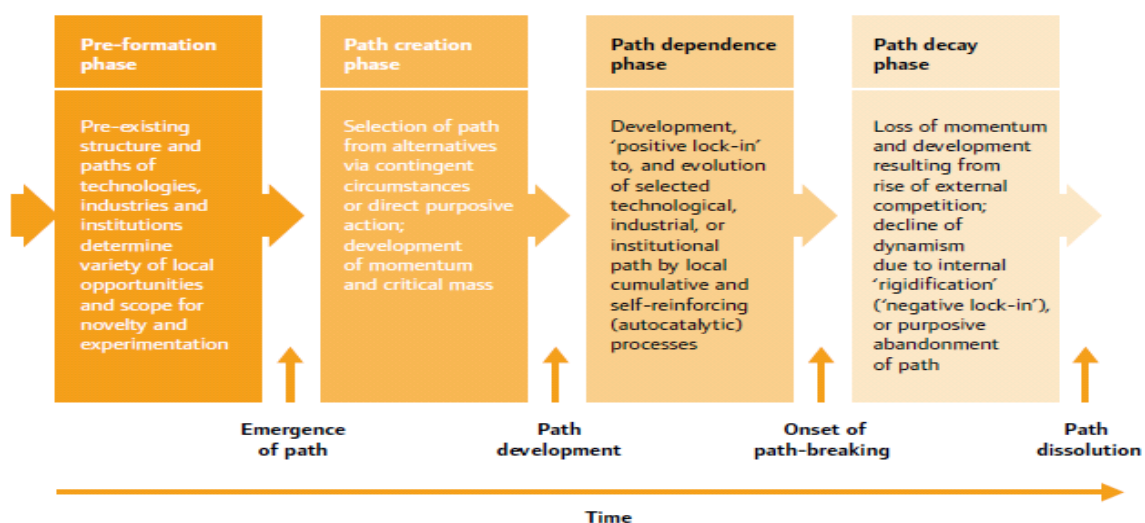 Pre-formation
phase
Pre-existing
structure and
paths of
technologies,
industries and
institutions
determine
variety of local
opportunities
and scope for
novelty and
experimentation
Path creation
phase
Selection of path
from alternatives
via contingent
circumstances
or direct purposive
action;
development
of momentum
and critical mass
Path dependence
phase
Development,
‘positive lock-in’
to, and evolution
of selected
technological,
industrial, or
institutional
path by local
cumulative and
self-reinforcing
(autocatalytic)
processes
Path decay
phase
Loss of momentum
and development
resulting from
rise of external
competition;
decline of
dynamism
due to internal
‘rigidification’
(‘negative lock-in’),
or purposive
abandonment
of path
Emergence
of path
Path
development
Onset of
path-breaking
Path
dissolution
Time